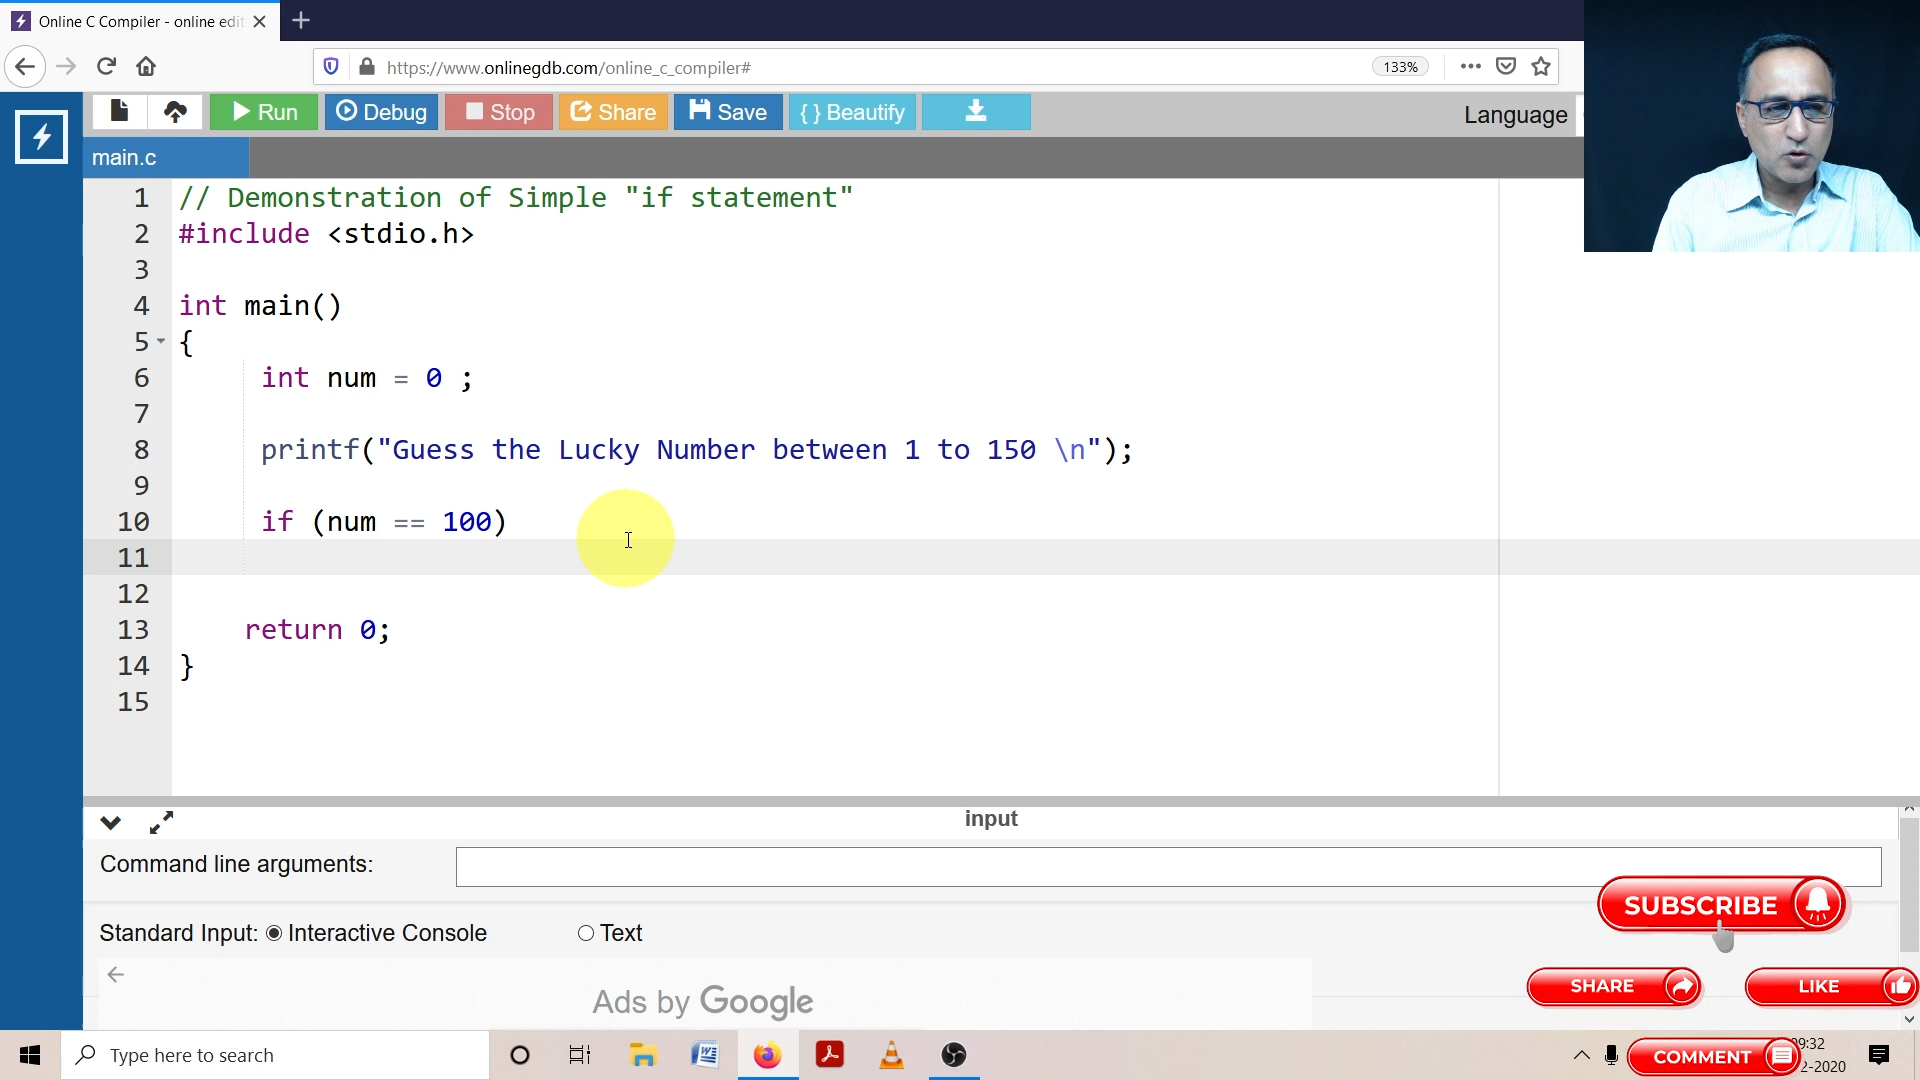 Online C Compiler - online edit
https://www.onlinegdb.com/online_c_compiler#
133%
Run
Debug
Stop
Share
Save
{ } Beautify
Language
main.c
1 // Demonstration of Simple "if statement"
2 #include <stdio.h>
3
4 int main()
5 {
6 int num = 0 ;
7
8 printf("Guess the Lucky Number between 1 to 150 \n");
9
10 if (num == 100)
11
12
13 return 0;
14 }
15
input
Command line arguments:
Standard Input: Interactive Console Text
Ads by Google
SUBSCRIBE
SHARE
LIKE
COMMENT
Type here to search
9:32
2-2020